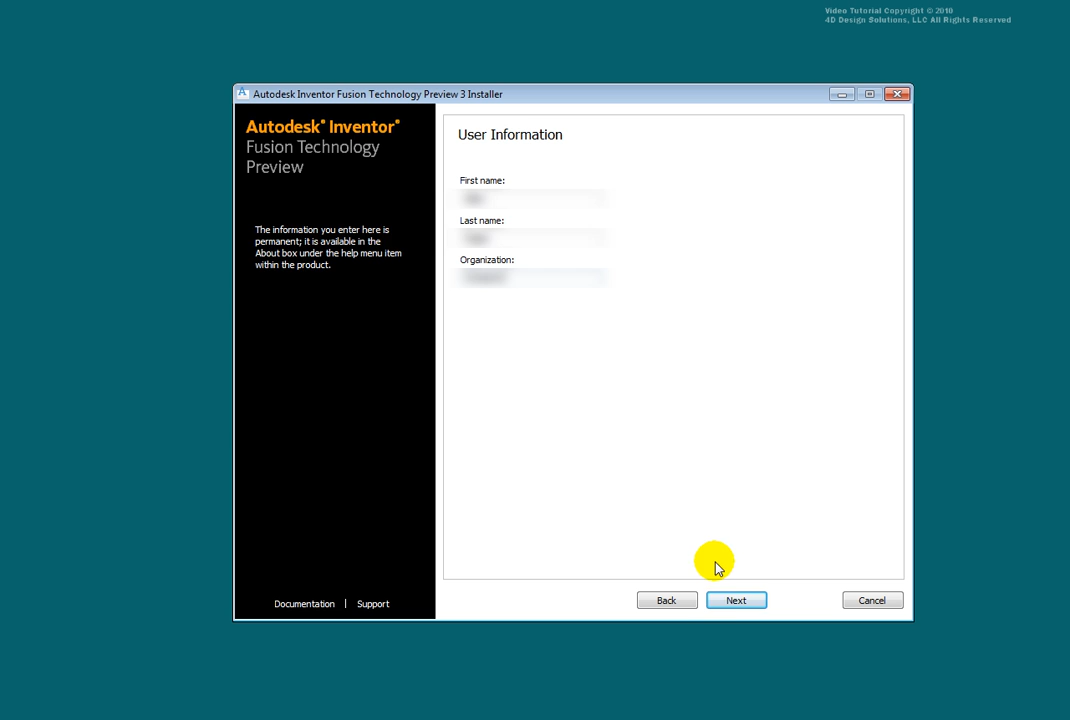 Video Tutorial Copyright © 2010
4D Design Solutions, LLC All Rights Reserved
Autodesk Inventor Fusion Technology Preview 3 Installer
Autodesk® Inventor®
Fusion Technology
Preview
The information you enter here is
permanent; it is available in the
About box under the help menu item
within the product.
Documentation | Support
User Information
First name:
Last name:
Organization:
Back
Next
Cancel